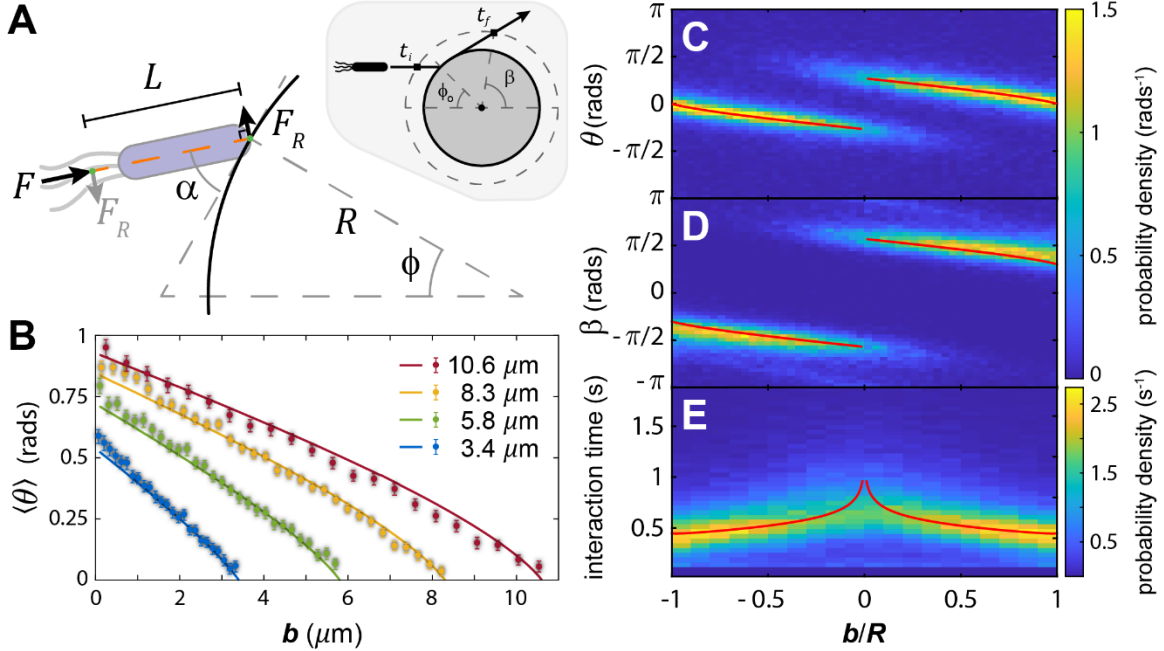 A
L
F_R
F
F_R
α
R
ϕ
t_i
t_f
β
ϕ_o
B
⟨θ⟩ (rads)
1
0.75
0.5
0.25
0
10.6 μm
8.3 μm
5.8 μm
3.4 μm
0 2 4 6 8 10
b (μm)
C
θ (rads)
π
π/2
0
-π/2
π
D
β (rads)
π/2
0
-π/2
-π
E
interaction time (s)
1.5
1
0.5
-1 -0.5 0 0.5 1
b/R
1.5
1
0.5
0
probability density (rads⁻¹)
2.5
2
1.5
1
0.5
probability density (s⁻¹)